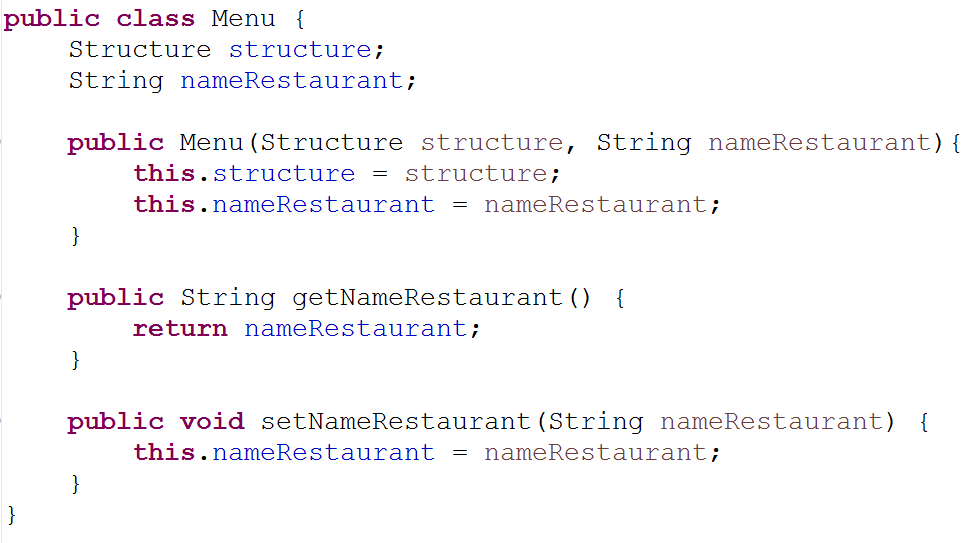 public class Menu {
    Structure structure;
    String nameRestaurant;

    public Menu(Structure structure, String nameRestaurant){
        this.structure = structure;
        this.nameRestaurant = nameRestaurant;
    }

    public String getNameRestaurant() {
        return nameRestaurant;
    }

    public void setNameRestaurant(String nameRestaurant) {
        this.nameRestaurant = nameRestaurant;
    }
}